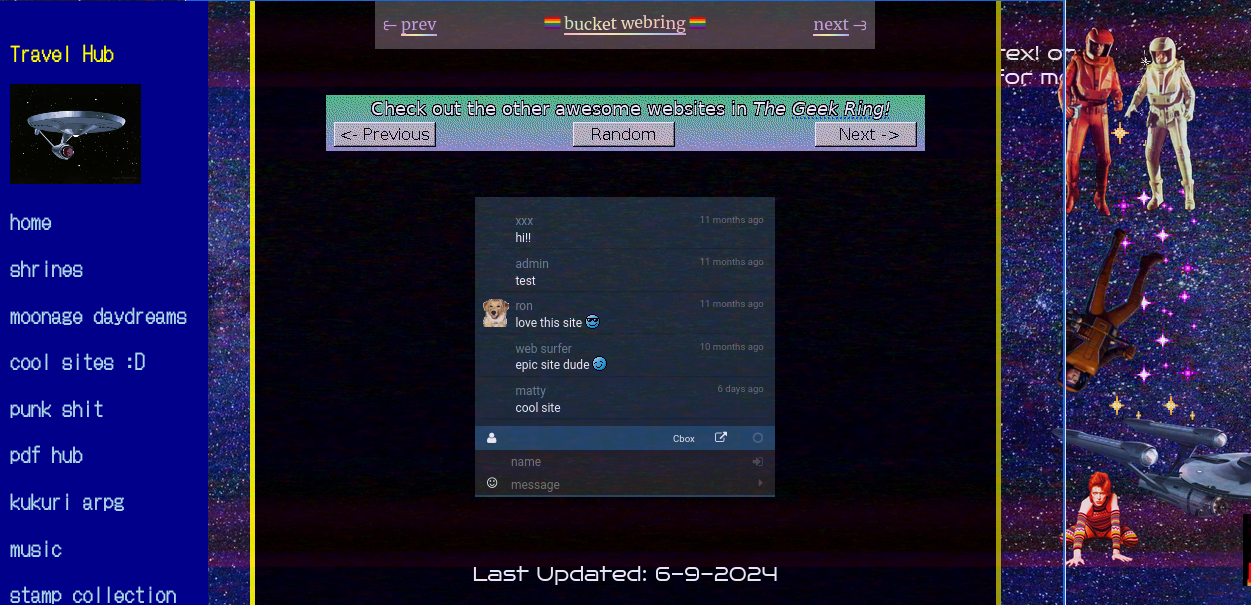 Travel Hub
home
shrines
moonage daydreams
cool sites :D
punk shit
pdf hub
kukuri arpg
music
stamp collection
← prev
bucket webring
next →
Check out the other awesome websites in The Geek Ring!
<- Previous
Random
Next ->
xxx 11 months ago
hi!!
admin 11 months ago
test
ron 11 months ago
love this site
web surfer 10 months ago
epic site dude
matty 6 days ago
cool site
Cbox
name
message
Last Updated: 6-9-2024
rex! or
for mo